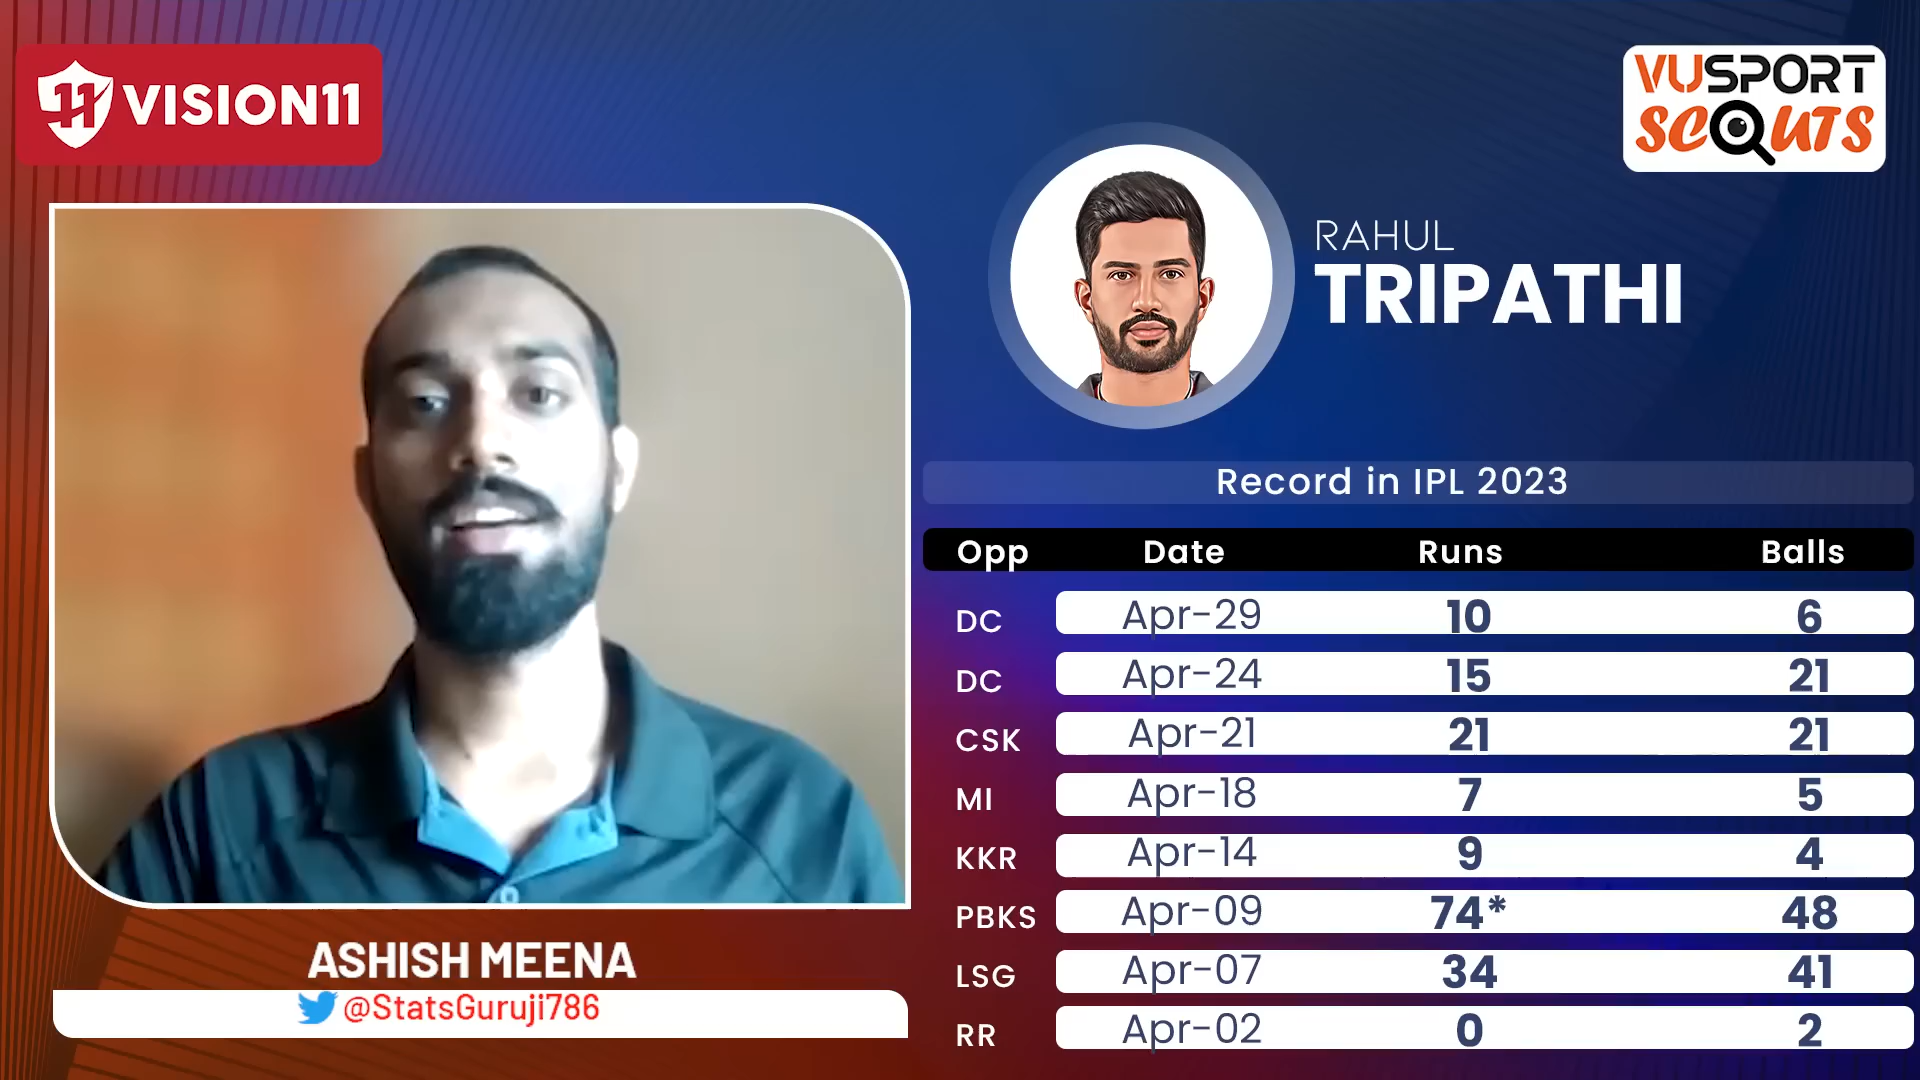 11 VISION11
VUSPORT
SCOUTS
RAHUL
TRIPATHI
Record in IPL 2023
Opp Date Runs Balls
DC Apr-29 10 6
DC Apr-24 15 21
CSK Apr-21 21 21
MI Apr-18 7 5
KKR Apr-14 9 4
PBKS Apr-09 74* 48
LSG Apr-07 34 41
RR Apr-02 0 2
ASHISH MEENA
@StatsGuruji786